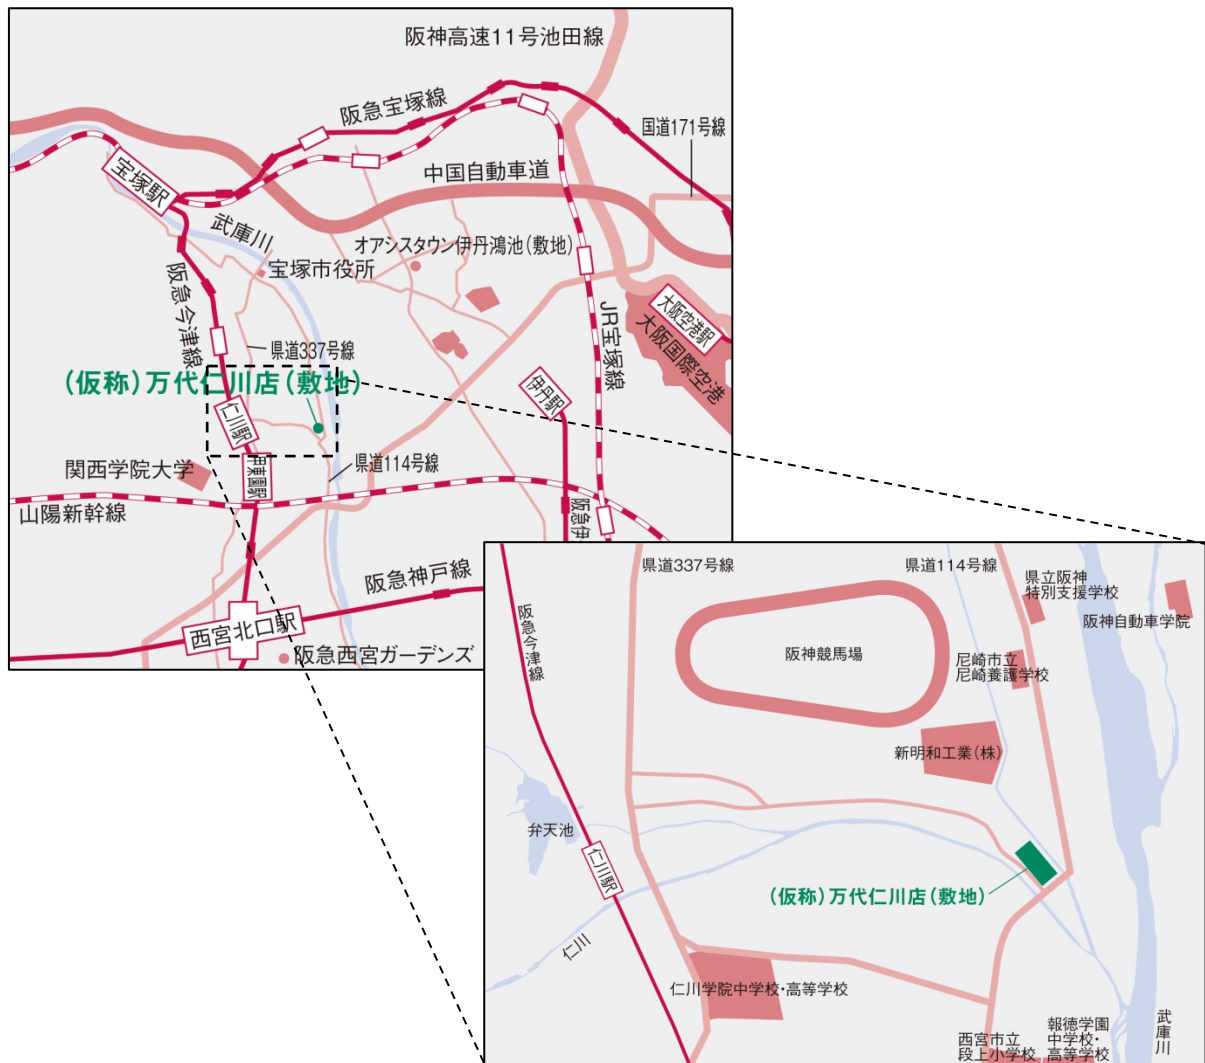 阪神高速11号池田線
阪急宝塚線
国道171号線
中国自動車道
宝塚駅
武庫川
オアシスタウン伊丹鴻池(敷地)
宝塚市役所
阪急今津線
大阪空港駅
大阪国際空港
JR宝塚線
県道337号線
(仮称)万代仁川店(敷地)
伊丹駅
仁川駅
関西学院大学
甲東園駅
県道114号線
山陽新幹線
阪急伊
阪急神戸線
西宮北口駅
阪急西宮ガーデンズ
県道337号線
県道114号線
県立阪神
特別支援学校
阪神自動車学院
阪急今津線
阪神競馬場
尼崎市立
尼崎養護学校
新明和工業(株)
弁天池
仁川駅
(仮称)万代仁川店(敷地)
仁川
仁川学院中学校・高等学校
西宮市立
段上小学校
報徳学園
中学校・
高等学校
武庫川